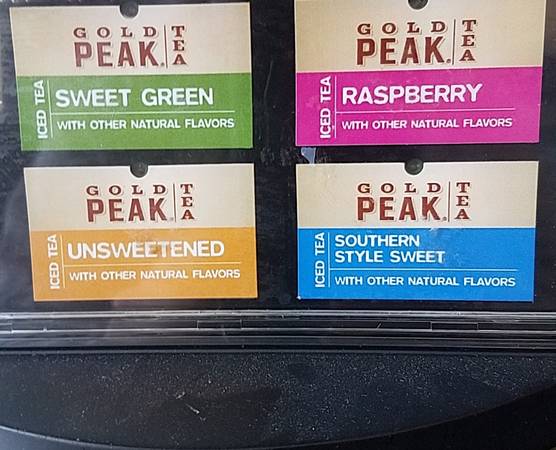 GOLD PEAK. TEA
ICED TEA
SWEET GREEN
WITH OTHER NATURAL FLAVORS
GOLD PEAK. TEA
ICED TEA
RASPBERRY
WITH OTHER NATURAL FLAVORS
GOLD PEAK. TEA
ICED TEA
UNSWEETENED
WITH OTHER NATURAL FLAVORS
GOLD PEAK. TEA
ICED TEA
SOUTHERN
STYLE SWEET
WITH OTHER NATURAL FLAVORS